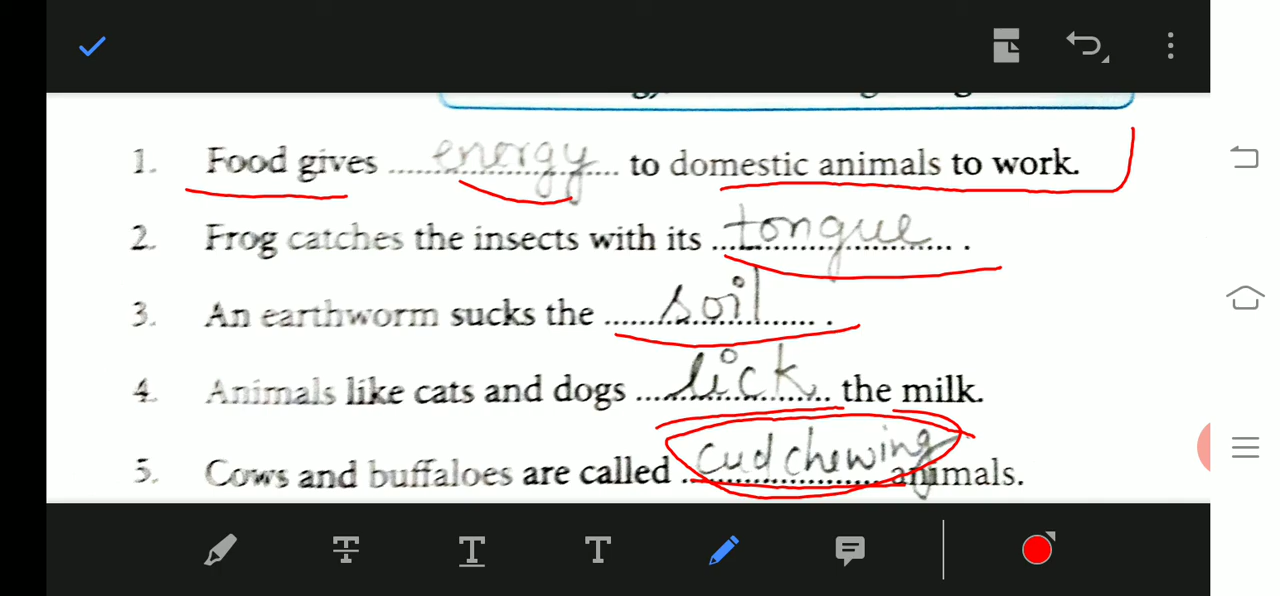 1. Food gives energy to domestic animals to work.
2. Frog catches the insects with its tongue.
3. An earthworm sucks the soil.
4. Animals like cats and dogs lick the milk.
5. Cows and buffaloes are called cud chewing animals.